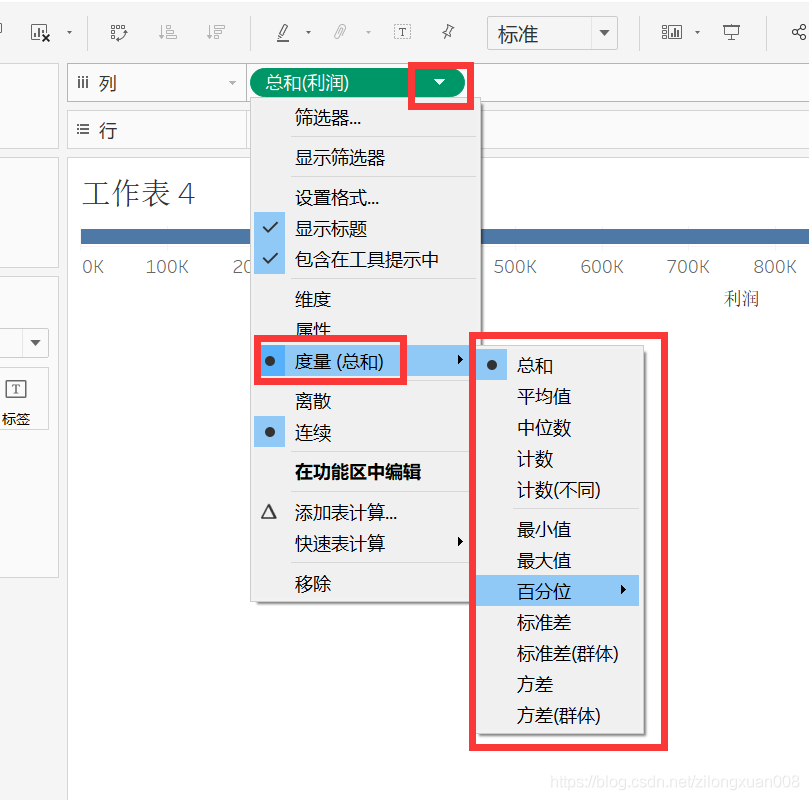 标准
列
总和(利润)
行
工作表 4
0K
100K
20
500K
600K
700K
800K
利润
T
标签
筛选器...
显示筛选器
设置格式...
显示标题
包含在工具提示中
维度
属性
度量 (总和)
离散
连续
在功能区中编辑
添加表计算...
快速表计算
移除
总和
平均值
中位数
计数
计数(不同)
最小值
最大值
百分位
标准差
标准差(群体)
方差
方差(群体)
https://blog.csdn.net/zilongxuan008